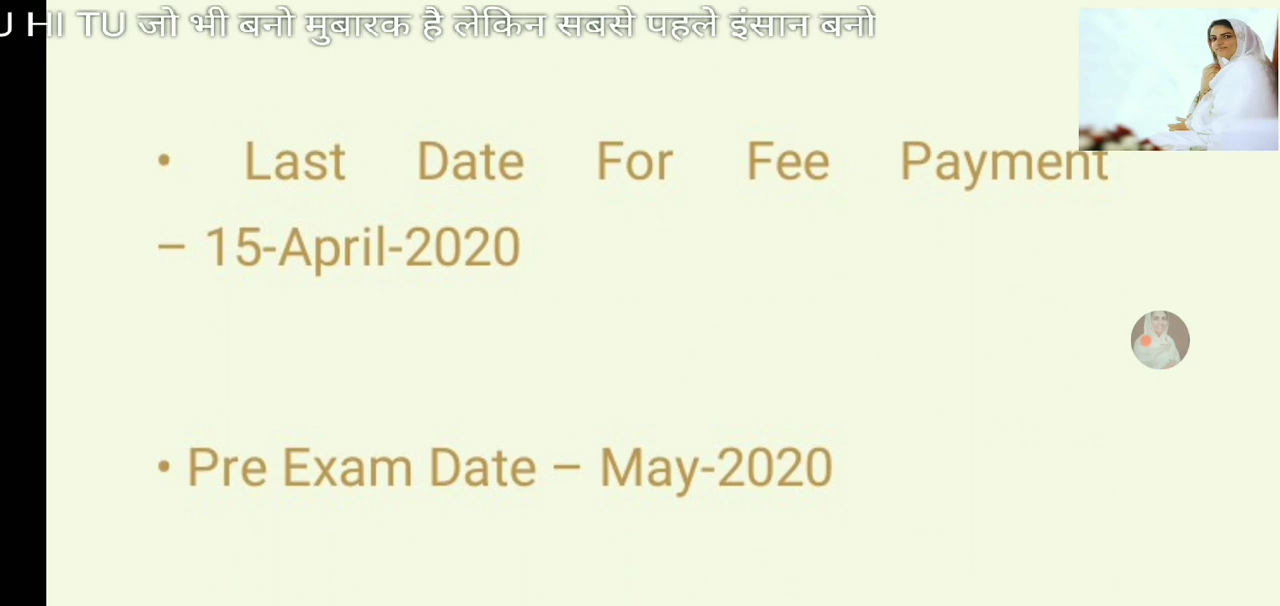 HI TU जो भी बनो मुबारक है लेकिन सबसे पहले इंसान बनो
• Last Date For Fee Payment
– 15-April-2020
• Pre Exam Date – May-2020